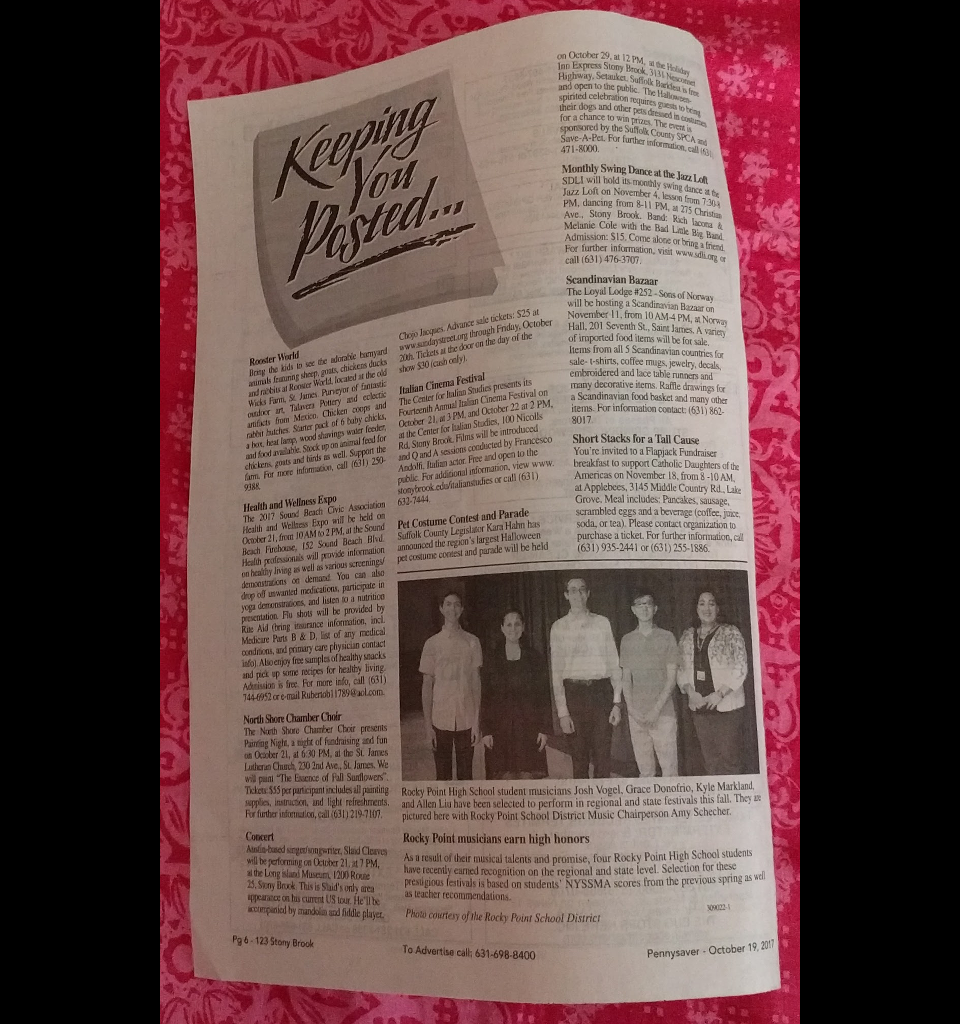 Keeping
You
Posted...
Rooster World
Bring the kids to see the adorable barnyard
animals featuring sheep, goats, chickens ducks
and rabbits at Rooster World, located at the old
Wicks Farm, St. James. Purveyor of fantastic
outdoor art, Talavera Pottery and eclectic
artifacts from Mexico. Chicken coops and
rabbit hutches. Starter pack of 6 baby chicks,
a box, heat lamp, wood shavings water feeder,
and food available. Stock up on animal feed for
chickens, goats and birds as well. Support the
farm. For more information, call (631) 250-
9388.
Health and Wellness Expo
The 2017 Sound Beach Civic Association
Health and Wellness Expo will be held on
October 21, from 10 AM to 2 PM, at the Sound
Beach Firehouse, 152 Sound Beach Blvd.
Health professionals will provide information
on healthy living as well as various screenings/
demonstrations on demand. You can also
drop off unwanted medications, participate in
yoga demonstrations, and listen to a nutrition
presentation. Flu shots will be provided by
Rite Aid (bring insurance information, incl.
Medicare Parts B & D, list of any medical
conditions, and primary care physician contact
info). Also enjoy free samples of healthy snacks
and pick up some recipes for healthy living.
Admission is free. For more info, call (631)
744-6952 or e-mail Rubertob11789@aol.com.
North Shore Chamber Choir
The North Shore Chamber Choir presents
Painting Night, a night of fundraising and fun
on October 21, at 6:30 PM, at the St. James
Lutheran Church, 230 2nd Ave., St. James. We
will paint "The Essence of Fall Sunflowers".
Tickets: $55 per participant includes all painting
supplies, instruction, and light refreshments.
For further information, call (631) 219-7107.
Concert
Austin-based singer/songwriter, Slaid Cleaves
will be performing on October 21, at 7 PM,
at the Long island Museum, 1200 Route
25, Stony Brook. This is Slaid's only area
appearance on his current US tour. He'll be
accompanied by mandolin and fiddle player,
Chojo Jacques. Advance sale tickets: $25 at
www.sundaystreet.org through Friday, October
20th. Tickets at the door on the day of the
show $30 (cash only).
Italian Cinema Festival
The Center for Italian Studies presents its
Fourteenth Annual Italian Cinema Festival on
October 21, at 3 PM, and October 22 at 2 PM,
at the Center for Italian Studies, 100 Nicolls
Rd, Stony Brook. Films will be introduced
and Q and A sessions conducted by Francesco
Andolfi, Italian actor. Free and open to the
public. For additional information, view www.
stonybrook.edu/italianstudies or call (631)
632-7444.
Pet Costume Contest and Parade
Suffolk County Legislator Kara Hahn has
announced the region's largest Halloween
pet costume contest and parade will be held
on October 29, at 12 PM, at the Holiday
Inn Express Stony Brook, 3131 Nesconset
Highway, Setauket. Suffolk Barkfest is free
and open to the public. The Halloween-
spirited celebration requires guests to bring
their dogs and other pets dressed in costumes
for a chance to win prizes. The event is
sponsored by the Suffolk County SPCA and
Save-A-Pet. For further information, call (631)
471-8000.
Monthly Swing Dance at the Jazz Loft
SDLI will hold its monthly swing dance at the
Jazz Loft on November 4, lesson from 7:30-8
PM, dancing from 8-11 PM, at 275 Christian
Ave., Stony Brook. Band: Rich Iacona &
Melanie Cole with the Bad Little Big Band.
Admission: $15. Come alone or bring a friend.
For further information, visit www.sdli.org or
call (631) 476-3707.
Scandinavian Bazaar
The Loyal Lodge #252 - Sons of Norway
will be hosting a Scandinavian Bazaar on
November 11, from 10 AM-4 PM, at Norway
Hall, 201 Seventh St., Saint James. A variety
of imported food items will be for sale.
Items from all 5 Scandinavian countries for
sale- t-shirts, coffee mugs, jewelry, decals,
embroidered and lace table runners and
many decorative items. Raffle drawings for
a Scandinavian food basket and many other
items. For information contact: (631) 862-
8017.
Short Stacks for a Tall Cause
You're invited to a Flapjack Fundraiser
breakfast to support Catholic Daughters of the
Americas on November 18, from 8 -10 AM,
at Applebees, 3145 Middle Country Rd., Lake
Grove. Meal includes: Pancakes, sausage,
scrambled eggs and a beverage (coffee, juice,
soda, or tea). Please contact organization to
purchase a ticket. For further information, call
(631) 935-2441 or (631) 255-1886.
Rocky Point High School student musicians Josh Vogel, Grace Donofrio, Kyle Markland,
and Allen Liu have been selected to perform in regional and state festivals this fall. They are
pictured here with Rocky Point School District Music Chairperson Amy Schecher.
Rocky Point musicians earn high honors
As a result of their musical talents and promise, four Rocky Point High School students
have recently earned recognition on the regional and state level. Selection for these
prestigious festivals is based on students' NYSSMA scores from the previous spring as well
as teacher recommendations.
Photo courtesy of the Rocky Point School District
309022-1
Pg 6 - 123 Stony Brook
To Advertise call: 631-698-8400
Pennysaver - October 19, 2017